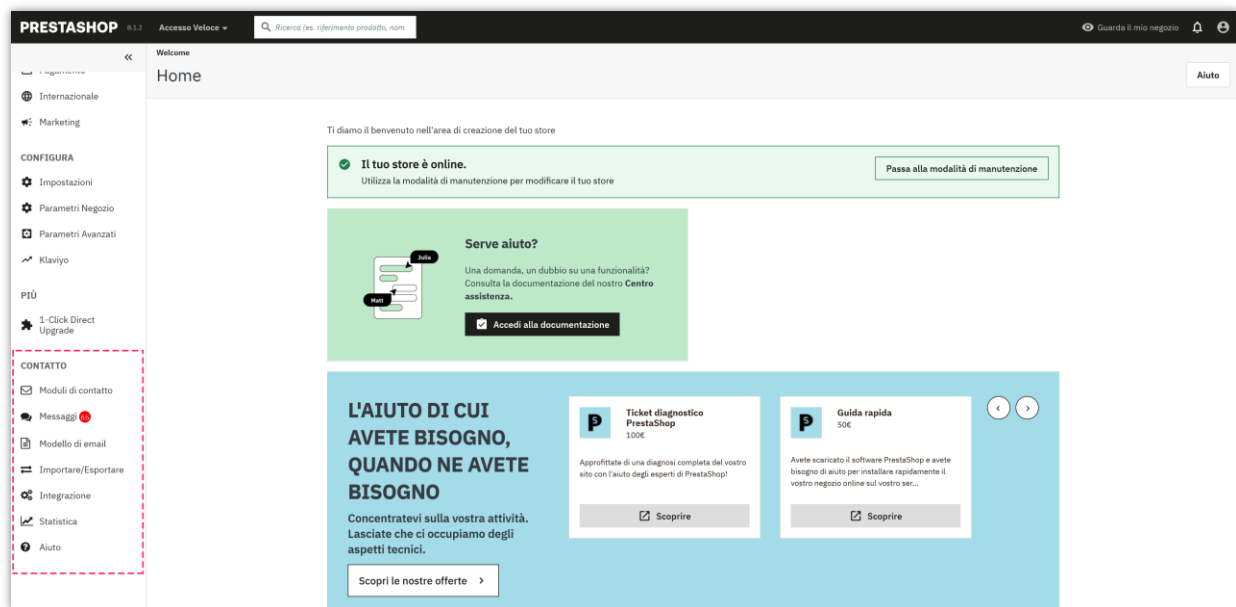 PRESTASHOP 8.1.2 Accesso Veloce Ricerca (es. riferimento prodotto, nom Guarda il mio negozio
Welcome
Home
Aiuto
Pagamento
Internazionale
Marketing
CONFIGURA
Impostazioni
Parametri Negozio
Parametri Avanzati
Klaviyo
PIÙ
1-Click Direct
Upgrade
CONTATTO
Moduli di contatto
Messaggi 65
Modello di email
Importare/Esportare
Integrazione
Statistica
Aiuto
Ti diamo il benvenuto nell'area di creazione del tuo store
Il tuo store è online.
Utilizza la modalità di manutenzione per modificare il tuo store
Passa alla modalità di manutenzione
Julia
Matt
Serve aiuto?
Una domanda, un dubbio su una funzionalità?
Consulta la documentazione del nostro Centro
assistenza.
Accedi alla documentazione
L'AIUTO DI CUI
AVETE BISOGNO,
QUANDO NE AVETE
BISOGNO
Concentratevi sulla vostra attività.
Lasciate che ci occupiamo degli
aspetti tecnici.
Scopri le nostre offerte
Ticket diagnostico
PrestaShop
100€
Approfittate di una diagnosi completa del vostro
sito con l'aiuto degli esperti di PrestaShop!
Scoprire
Guida rapida
50€
Avete scaricato il software PrestaShop e avete
bisogno di aiuto per installare rapidamente il
vostro negozio online sul vostro ser...
Scoprire